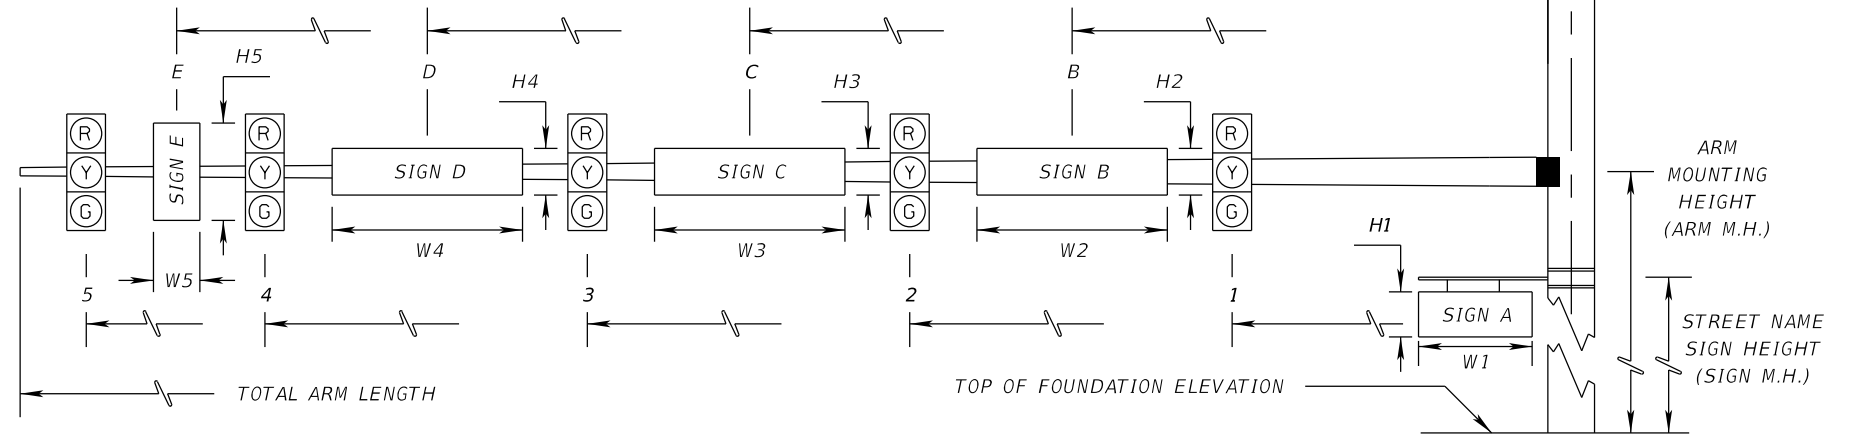 E
H5
D
H4
C
H3
B
H2
R
Y
G
SIGN E
R
Y
G
SIGN D
R
Y
G
SIGN C
R
Y
G
SIGN B
R
Y
G
ARM
MOUNTING
HEIGHT
(ARM M.H.)
W5
W4
W3
W2
H1
5
4
3
2
1
SIGN A
W1
STREET NAME
SIGN HEIGHT
(SIGN M.H.)
TOTAL ARM LENGTH
TOP OF FOUNDATION ELEVATION